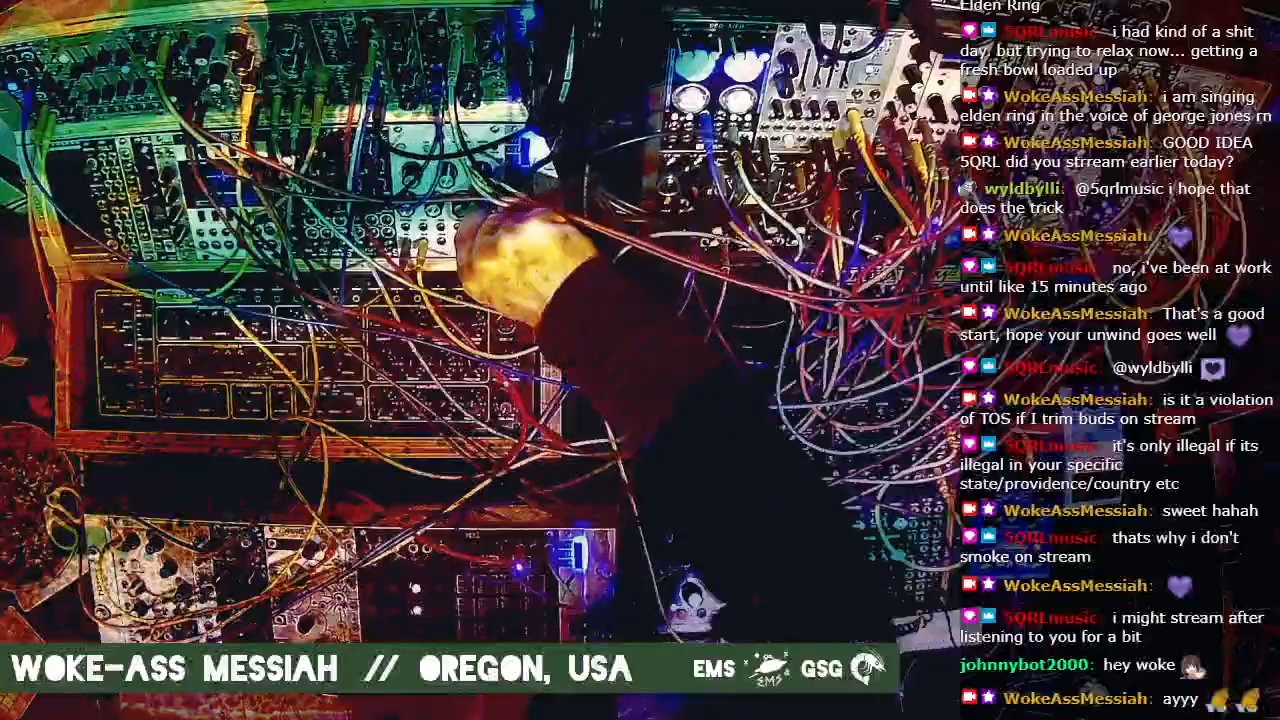 Elden Ring
5QRLmusic: i had kind of a shit
day. but trying to relax now... getting a
fresh bowl loaded up
WokeAssMessiah: i am singing
elden ring in the voice of george jones rn
WokeAssMessiah: GOOD IDEA
5QRL did you strream earlier today?
wyldbylli: @5qrlmusic i hope that
does the trick
WokeAssMessiah:
5QRLmusic: no, i've been at work
until like 15 minutes ago
WokeAssMessiah: That's a good
start, hope your unwind goes well
5QRLmusic: @wyldbylli
WokeAssMessiah: is it a violation
of TOS if I trim buds on stream
5QRLmusic: it's only illegal if its
illegal in your specific
state/providence/country etc
WokeAssMessiah: sweet hahah
5QRLmusic: thats why i don't
smoke on stream
WokeAssMessiah:
5QRLmusic: i might stream after
listening to you for a bit
johnnybot2000: hey woke
WokeAssMessiah: ayyy
WOKE-ASS MESSIAH // OREGON, USA
EMS EMS GSG